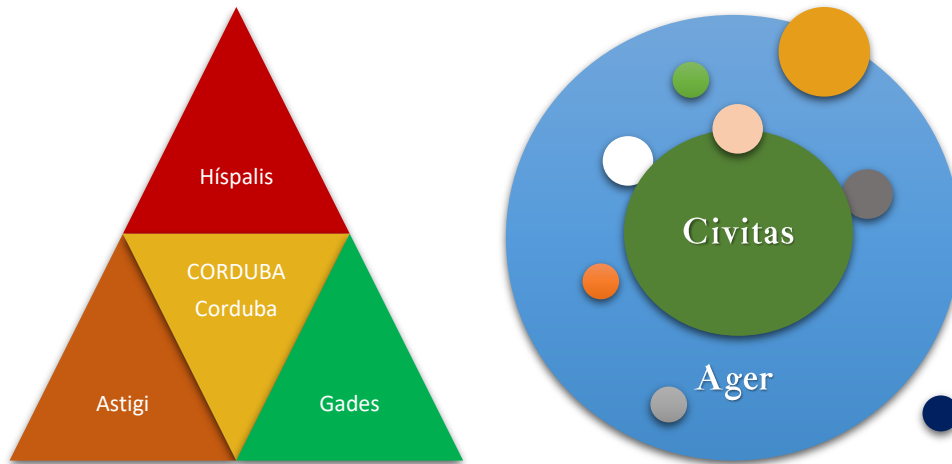 Híspalis
CORDUBA
Corduba
Astigi
Gades
Civitas
Ager